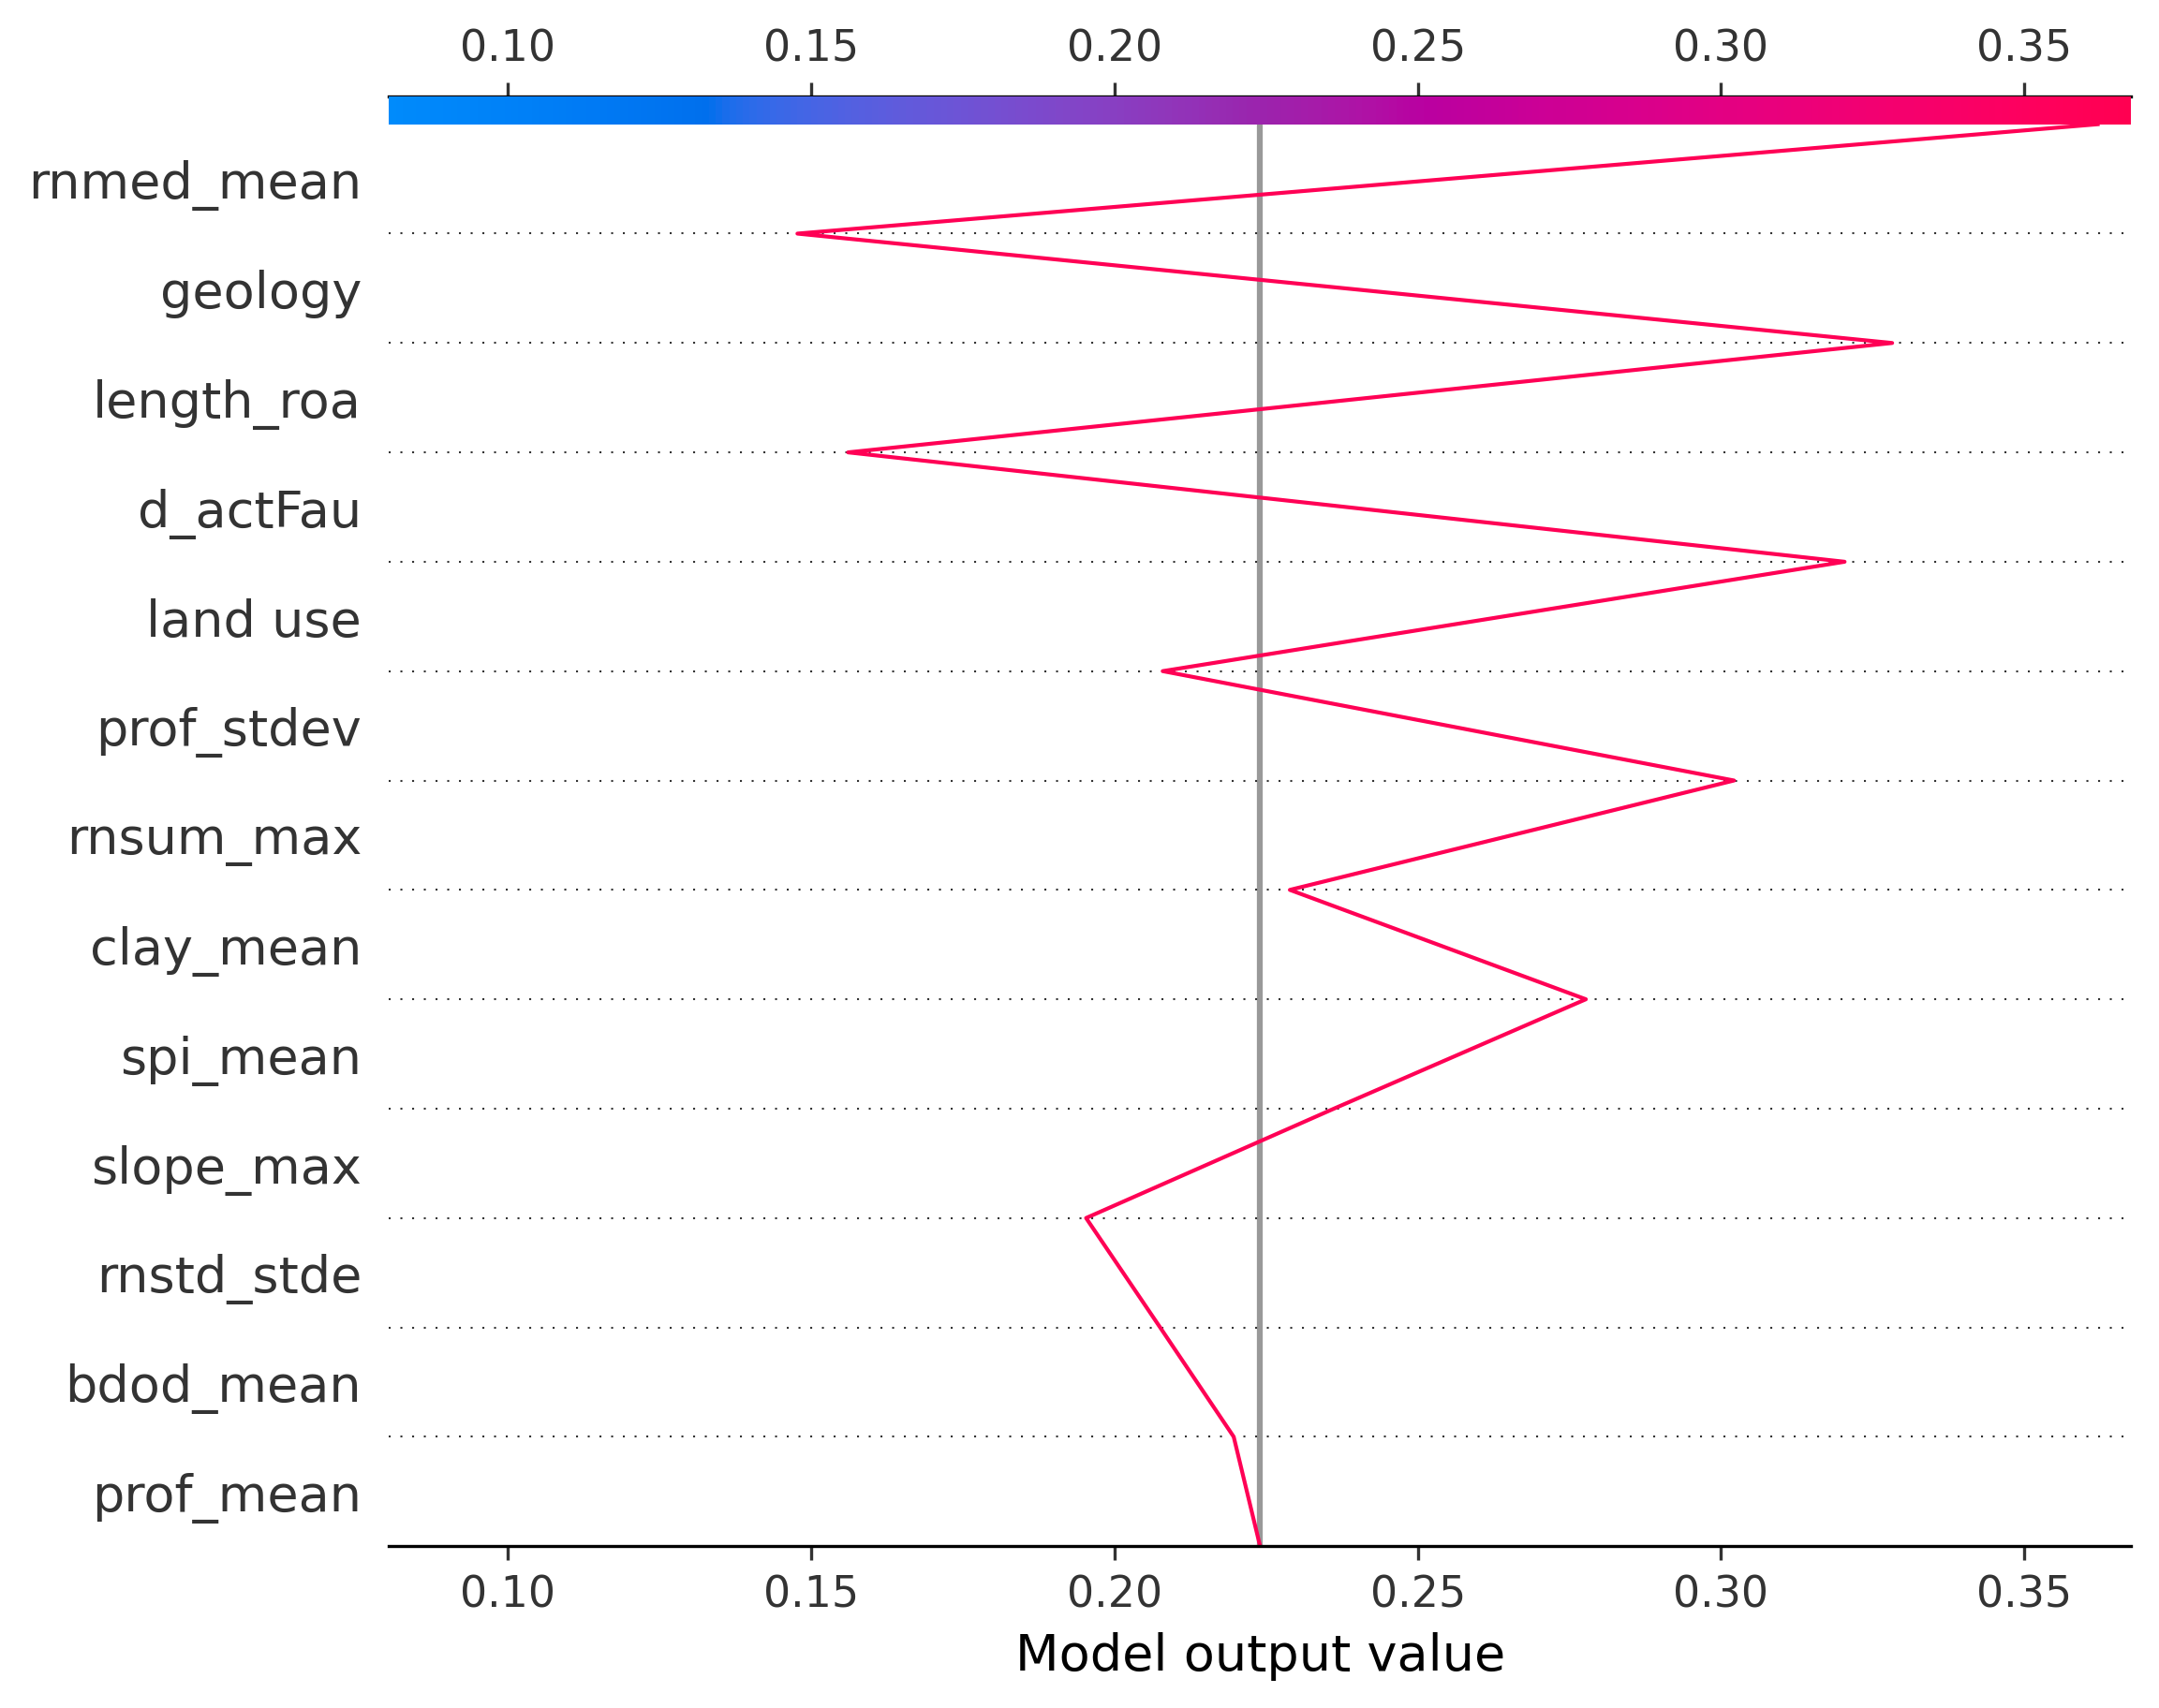 0.10 0.15 0.20 0.25 0.30 0.35
rnmed_mean
geology
length_roa
d_actFau
land use
prof_stdev
rnsum_max
clay_mean
spi_mean
slope_max
rnstd_stde
bdod_mean
prof_mean
0.10 0.15 0.20 0.25 0.30 0.35
Model output value